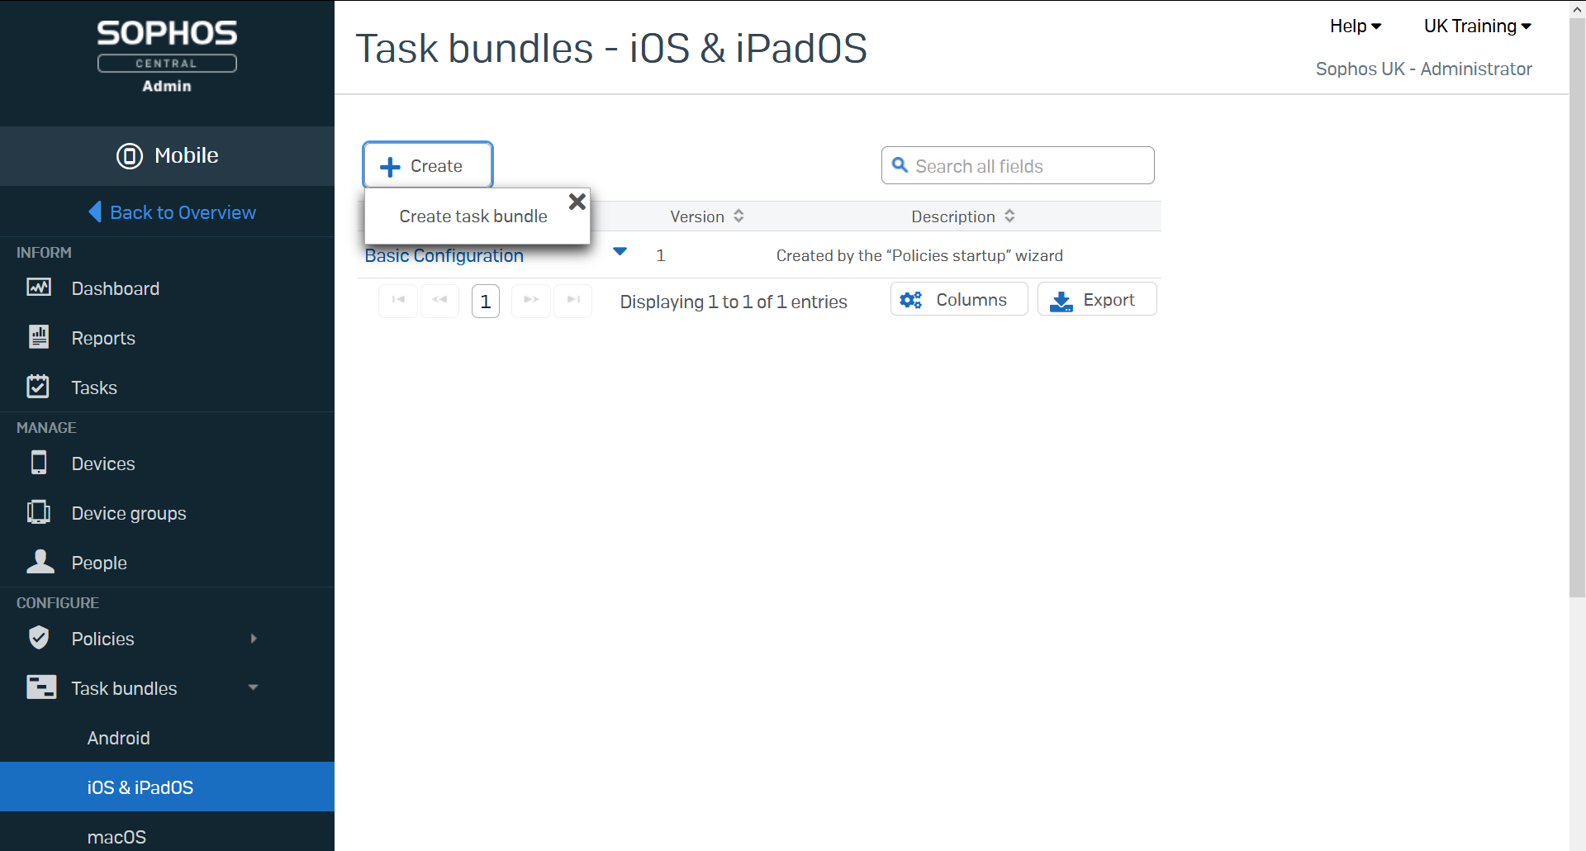 SOPHOS
CENTRAL
Admin
Mobile
Back to Overview
INFORM
Dashboard
Reports
Tasks
MANAGE
Devices
Device groups
People
CONFIGURE
Policies
Task bundles
Android
iOS & iPadOS
macOS
Task bundles - iOS & iPadOS
Help
UK Training
Sophos UK - Administrator
Create
Search all fields
Create task bundle
Version
Description
Basic Configuration
1
Created by the “Policies startup” wizard
1
Displaying 1 to 1 of 1 entries
Columns
Export